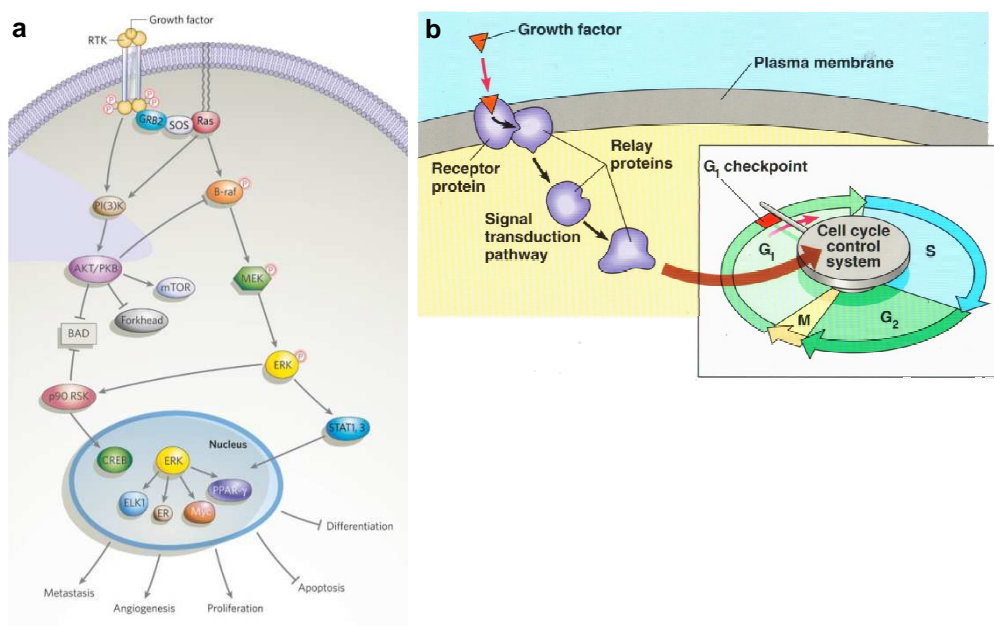 a
Growth factor
RTK
P
P
P
P
GRB2
SOS
Ras
PI(3)K
B-raf
P
AKT/PKB
mTOR
MEK
P
Forkhead
BAD
ERK
P
p90 RSK
STAT1, 3
Nucleus
CREB
ERK
PPAR-γ
ELK1
ER
Myc
Differentiation
Apoptosis
Metastasis
Angiogenesis
Proliferation
b
Growth factor
Plasma membrane
Receptor
protein
Relay
proteins
Signal
transduction
pathway
G1 checkpoint
Cell cycle
control
system
G1
S
M
G2